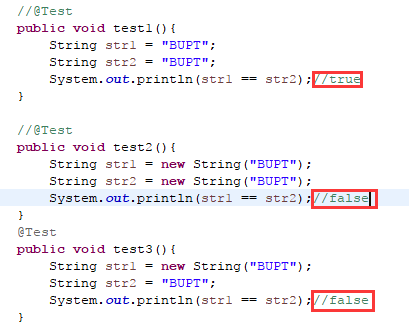 //@Test
public void test1(){
    String str1 = "BUPT";
    String str2 = "BUPT";
    System.out.println(str1 == str2);//true
}
//@Test
public void test2(){
    String str1 = new String("BUPT");
    String str2 = new String("BUPT");
    System.out.println(str1 == str2);//false
}
@Test
public void test3(){
    String str1 = new String("BUPT");
    String str2 = "BUPT";
    System.out.println(str1 == str2);//false
}